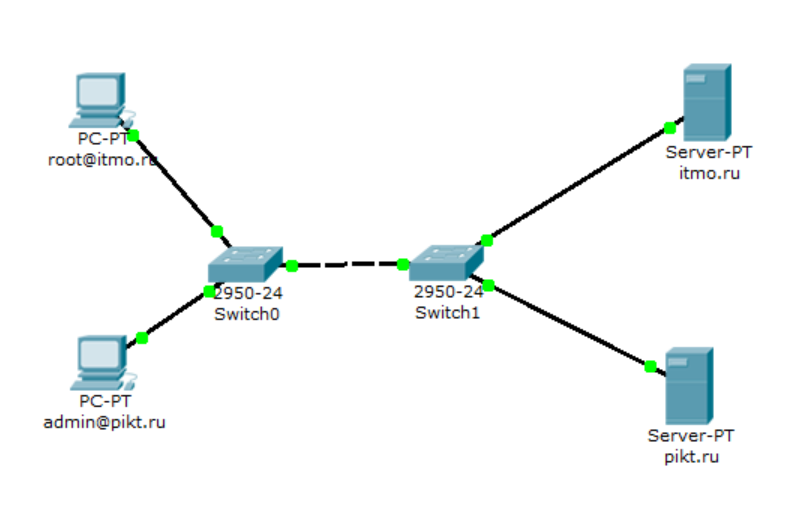 PC-PT
root@itmo.ru
Server-PT
itmo.ru
2950-24
Switch0
2950-24
Switch1
PC-PT
admin@pikt.ru
Server-PT
pikt.ru